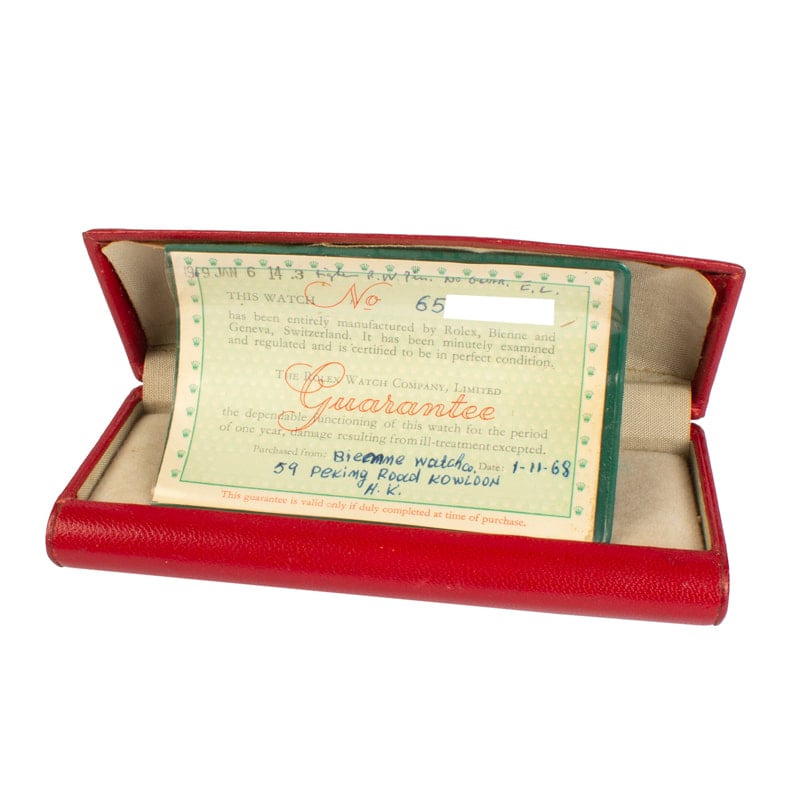 1969 JAN 6 14.3 R.W. No E.L.
THIS WATCH No 65
has been entirely manufactured by Rolex, Bienne and
Geneva, Switzerland. It has been minutely examined
and regulated and is certified to be in perfect condition.
THE ROLEX WATCH COMPANY, LIMITED
Guarantee
the dependable functioning of this watch for the period
of one year, damage resulting from ill-treatment excepted.
Purchased from: Bienne Watch Co. Date: 1-11-68
59 Peking Road KOWLOON
H.K.
This guarantee is valid only if duly completed at time of purchase.